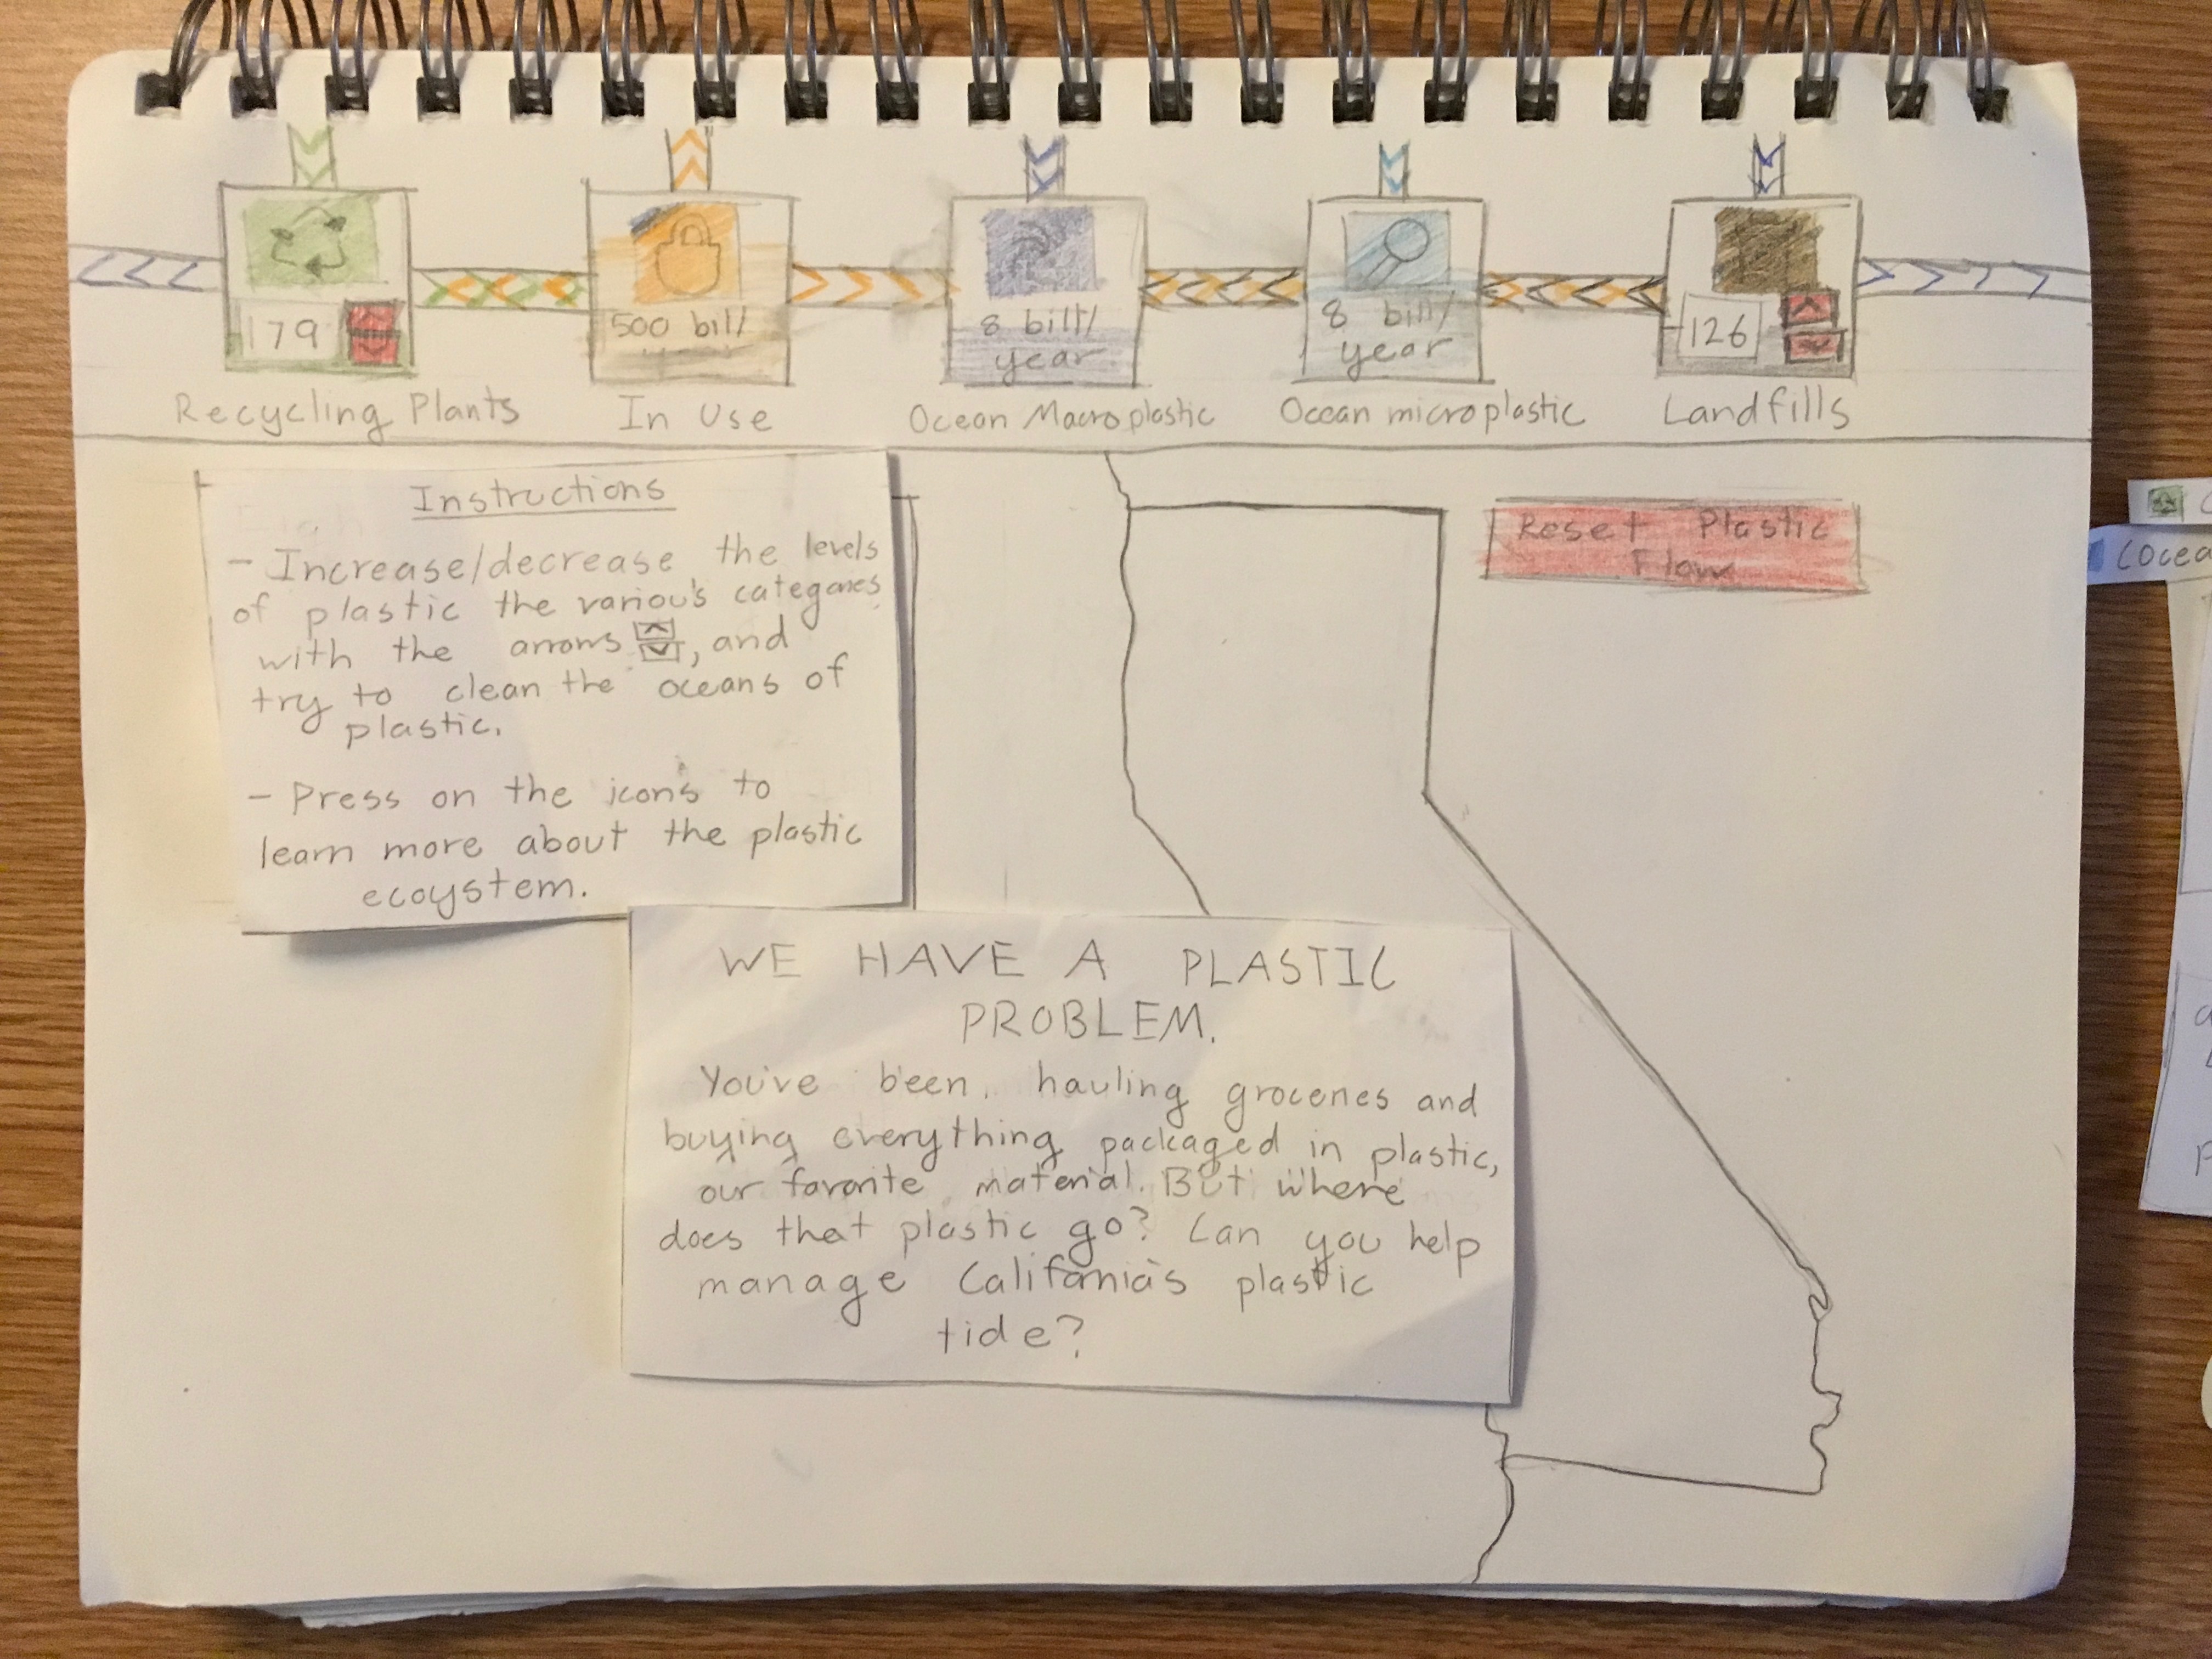 179
500 bill/
8 bill/
year
8 bill/
year
126
Recycling Plants
In Use
Ocean Macroplastic
Ocean microplastic
Landfills
Instructions
- Increase/decrease the levels
of plastic the various categories
with the arrows , and
try to clean the oceans of
plastic.
- Press on the icons to
learn more about the plastic
ecoystem.
Reset Plastic
Flow
WE HAVE A PLASTIC
PROBLEM.
You've been hauling groceries and
buying everything packaged in plastic,
our favorite material. But where
does that plastic go? Can you help
manage California's plastic
tide?